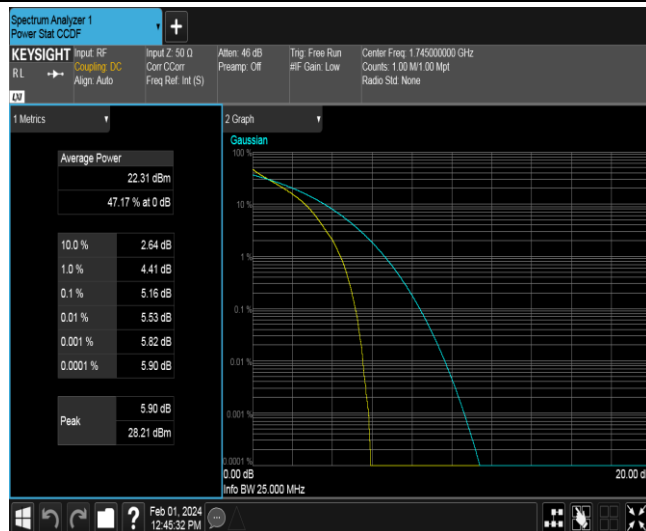 Spectrum Analyzer 1
Power Stat CCDF
+
KEYSIGHT
RL
Input: RF
Coupling: DC
Align: Auto
Input Z: 50 Ω
Corr CCorr
Freq Ref: Int (S)
Atten: 46 dB
Preamp: Off
Trig: Free Run
#IF Gain: Low
Center Freq: 1.745000000 GHz
Counts: 1.00 M/1.00 Mpt
Radio Std: None
1 Metrics
Average Power
22.31 dBm
47.17 % at 0 dB
10.0 % 2.64 dB
1.0 % 4.41 dB
0.1 % 5.16 dB
0.01 % 5.53 dB
0.001 % 5.82 dB
0.0001 % 5.90 dB
Peak
5.90 dB
28.21 dBm
2 Graph
Gaussian
100 %
10 %
1 %
0.1 %
0.01 %
0.001 %
0.0001 %
0.00 dB
20.00 d
Info BW 25.000 MHz
?
Feb 01, 2024
12:45:32 PM